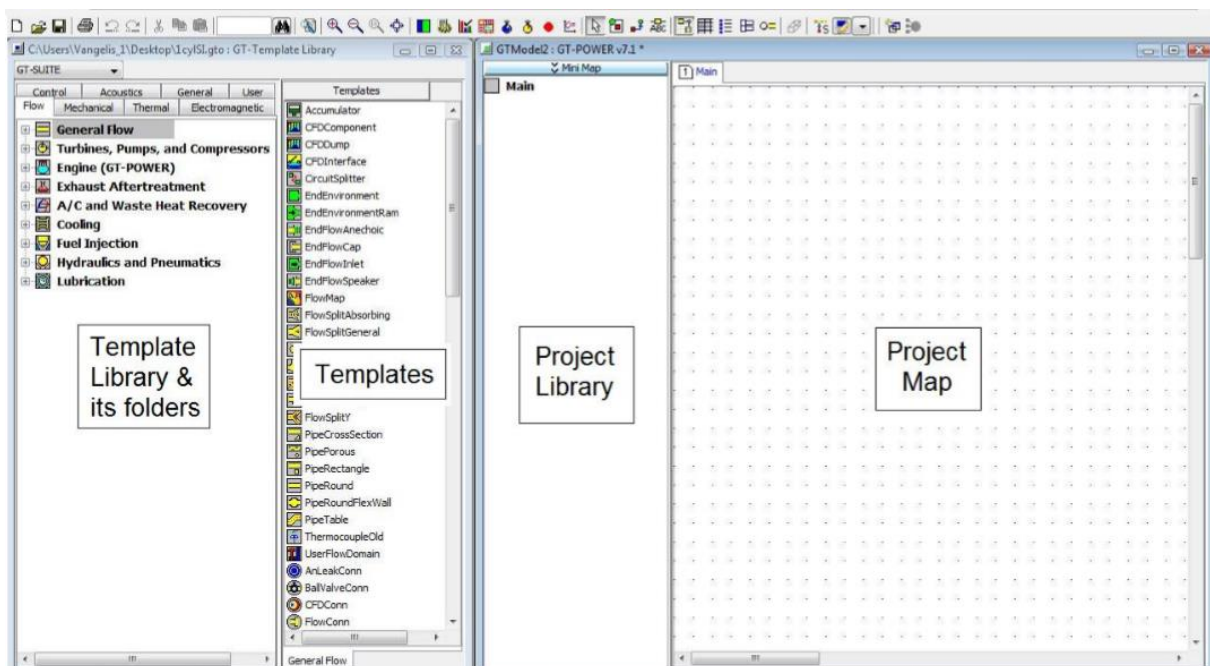 C:\Users\Vangelis_1\Desktop\1cylSI.gto : GT-Template Library
GT-SUITE
Control Acoustics General User
Flow Mechanical Thermal Electromagnetic
General Flow
Turbines, Pumps, and Compressors
Engine (GT-POWER)
Exhaust Aftertreatment
A/C and Waste Heat Recovery
Cooling
Fuel Injection
Hydraulics and Pneumatics
Lubrication
Template
Library &
its folders
Templates
Accumulator
CFDComponent
CFDDump
CFDInterface
CircuitSplitter
EndEnvironment
EndEnvironmentRam
EndFlowAnechoic
EndFlowCap
EndFlowInlet
EndFlowSpeaker
FlowMap
FlowSplitAbsorbing
FlowSplitGeneral
Templates
FlowSplitY
PipeCrossSection
PipePorous
PipeRectangle
PipeRound
PipeRoundFlexWall
PipeTable
ThermocoupleOld
UserFlowDomain
AnLeakConn
BallValveConn
CFDConn
FlowConn
General Flow
GTModel2 : GT-POWER v7.1 *
Mini Map
Main
Project
Library
1 Main
Project
Map